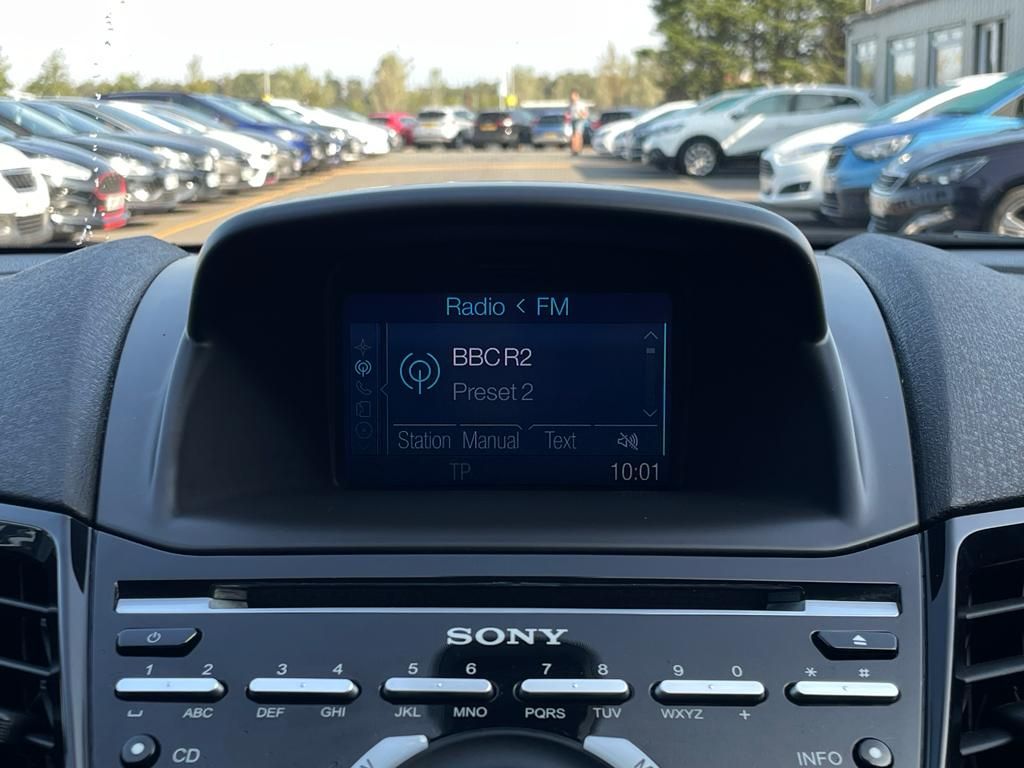 Radio < FM
BBC R2
Preset 2
Station Manual Text
TP 10:01
SONY
1 2 3 4 5 6 7 8 9 0 * #
ABC DEF GHI JKL MNO PQRS TUV WXYZ +
CD INFO